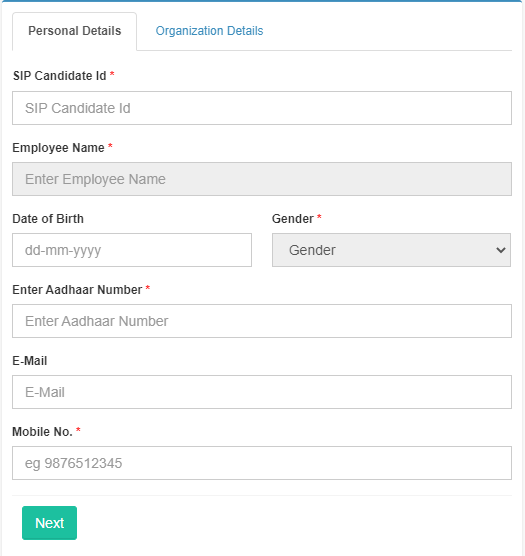 Personal Details Organization Details
SIP Candidate Id *
SIP Candidate Id
Employee Name *
Enter Employee Name
Date of Birth Gender *
dd-mm-yyyy Gender
Enter Aadhaar Number *
Enter Aadhaar Number
E-Mail
E-Mail
Mobile No. *
eg 9876512345
Next